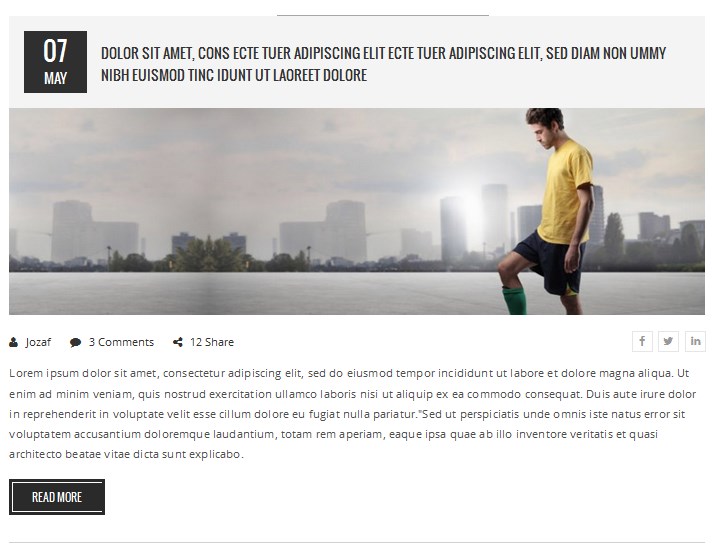 07
MAY
DOLOR SIT AMET, CONS ECTE TUER ADIPISCING ELIT ECTE TUER ADIPISCING ELIT, SED DIAM NON UMMY
NIBH EUISMOD TINC IDUNT UT LAOREET DOLORE
Jozaf 3 Comments 12 Share
Lorem ipsum dolor sit amet, consectetur adipiscing elit, sed do eiusmod tempor incididunt ut labore et dolore magna aliqua. Ut
enim ad minim veniam, quis nostrud exercitation ullamco laboris nisi ut aliquip ex ea commodo consequat. Duis aute irure dolor
in reprehenderit in voluptate velit esse cillum dolore eu fugiat nulla pariatur."Sed ut perspiciatis unde omnis iste natus error sit
voluptatem accusantium doloremque laudantium, totam rem aperiam, eaque ipsa quae ab illo inventore veritatis et quasi
architecto beatae vitae dicta sunt explicabo.
READ MORE